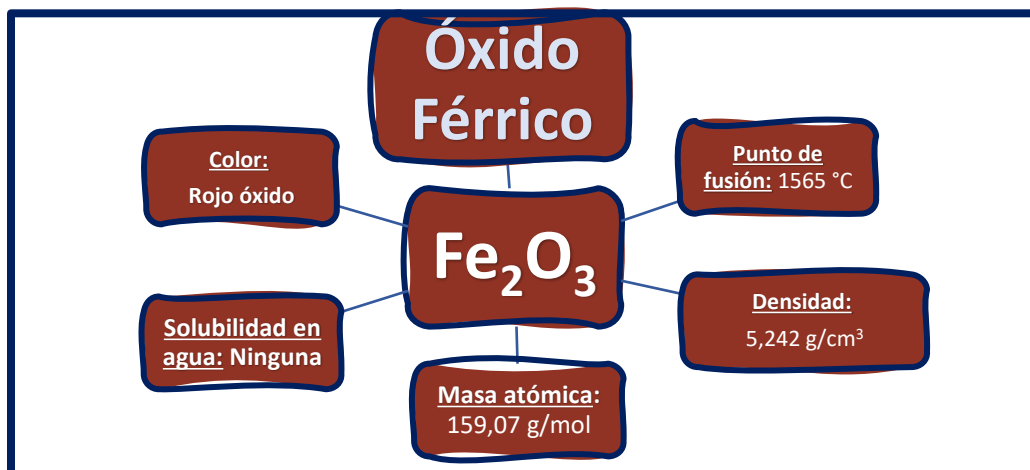 Óxido
Férrico
Color:
Rojo óxido
Punto de
fusión: 1565 °C
Fe₂O₃
Solubilidad en
agua: Ninguna
Densidad:
5,242 g/cm³
Masa atómica:
159,07 g/mol